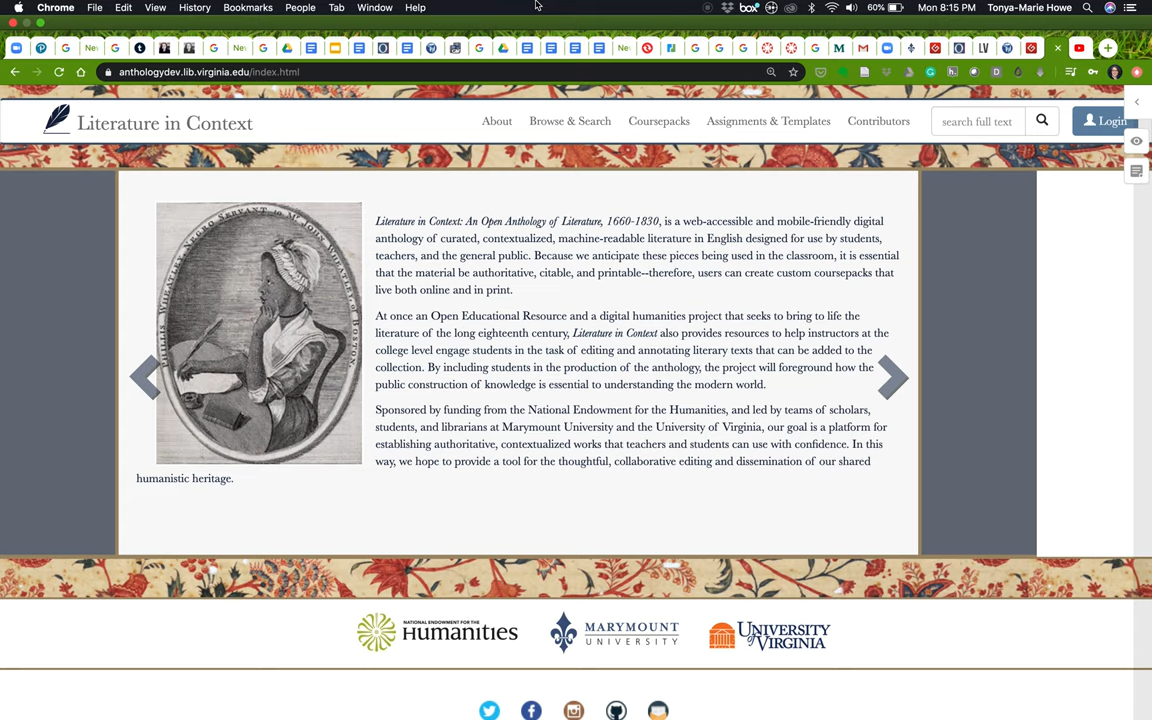 Chrome File Edit View History Bookmarks People Tab Window Help 60% Mon 8:15 PM Tonya-Marie Howe
anthologydev.lib.virginia.edu/index.html
Literature in Context About Browse & Search Coursepacks Assignments & Templates Contributors search full text Login
PHILLIS WHEATLEY, NEGRO SERVANT to Mr. JOHN WHEATLEY, of BOSTON.
Literature in Context: An Open Anthology of Literature, 1660-1830, is a web-accessible and mobile-friendly digital
anthology of curated, contextualized, machine-readable literature in English designed for use by students,
teachers, and the general public. Because we anticipate these pieces being used in the classroom, it is essential
that the material be authoritative, citable, and printable--therefore, users can create custom coursepacks that
live both online and in print.
At once an Open Educational Resource and a digital humanities project that seeks to bring to life the
literature of the long eighteenth century, Literature in Context also provides resources to help instructors at the
college level engage students in the task of editing and annotating literary texts that can be added to the
collection. By including students in the production of the anthology, the project will foreground how the
public construction of knowledge is essential to understanding the modern world.
Sponsored by funding from the National Endowment for the Humanities, and led by teams of scholars,
students, and librarians at Marymount University and the University of Virginia, our goal is a platform for
establishing authoritative, contextualized works that teachers and students can use with confidence. In this
way, we hope to provide a tool for the thoughtful, collaborative editing and dissemination of our shared
humanistic heritage.
NATIONAL ENDOWMENT FOR THE
Humanities
MARYMOUNT
UNIVERSITY
UNIVERSITY
of VIRGINIA